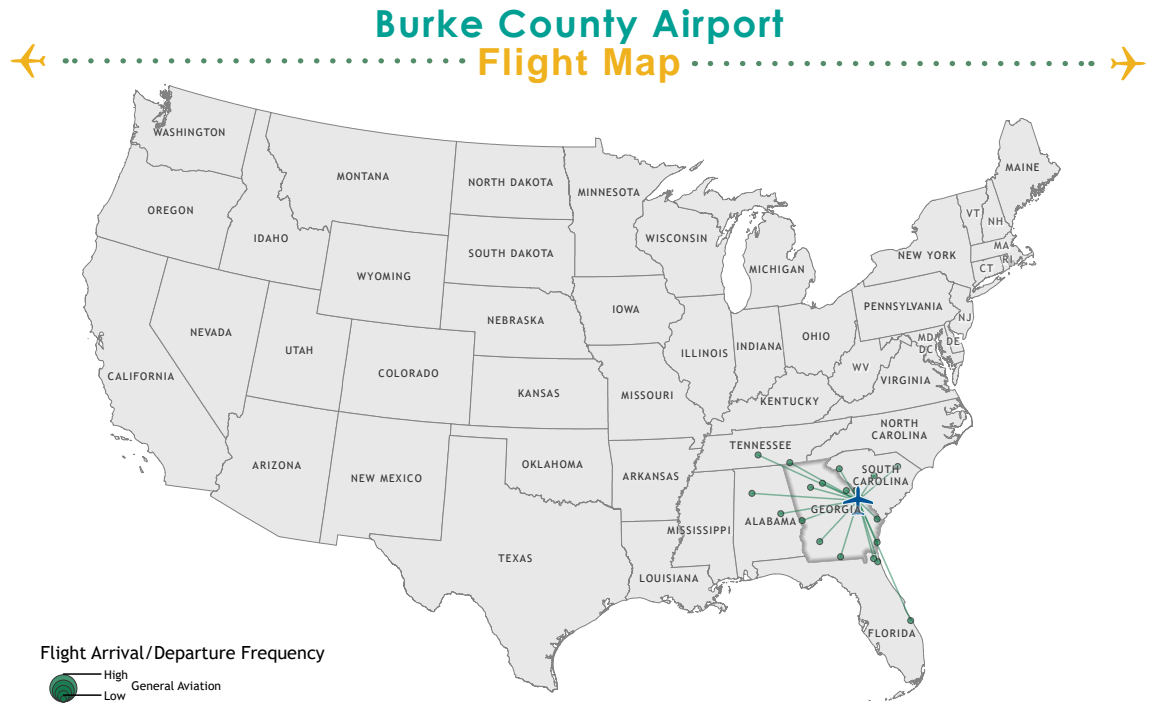 Burke County Airport
Flight Map
WASHINGTON
MONTANA
NORTH DAKOTA
MINNESOTA
MAINE
OREGON
IDAHO
SOUTH DAKOTA
WISCONSIN
MICHIGAN
VT
NH
NEW YORK
MA
RI
CT
WYOMING
IOWA
NEBRASKA
PENNSYLVANIA
NJ
NEVADA
UTAH
COLORADO
ILLINOIS
INDIANA
OHIO
MD
DE
DC
WV
VIRGINIA
CALIFORNIA
KANSAS
MISSOURI
KENTUCKY
NORTH
CAROLINA
TENNESSEE
ARIZONA
NEW MEXICO
OKLAHOMA
ARKANSAS
SOUTH
CAROLINA
GEORGIA
ALABAMA
MISSISSIPPI
TEXAS
LOUISIANA
FLORIDA
Flight Arrival/Departure Frequency
High
General Aviation
Low